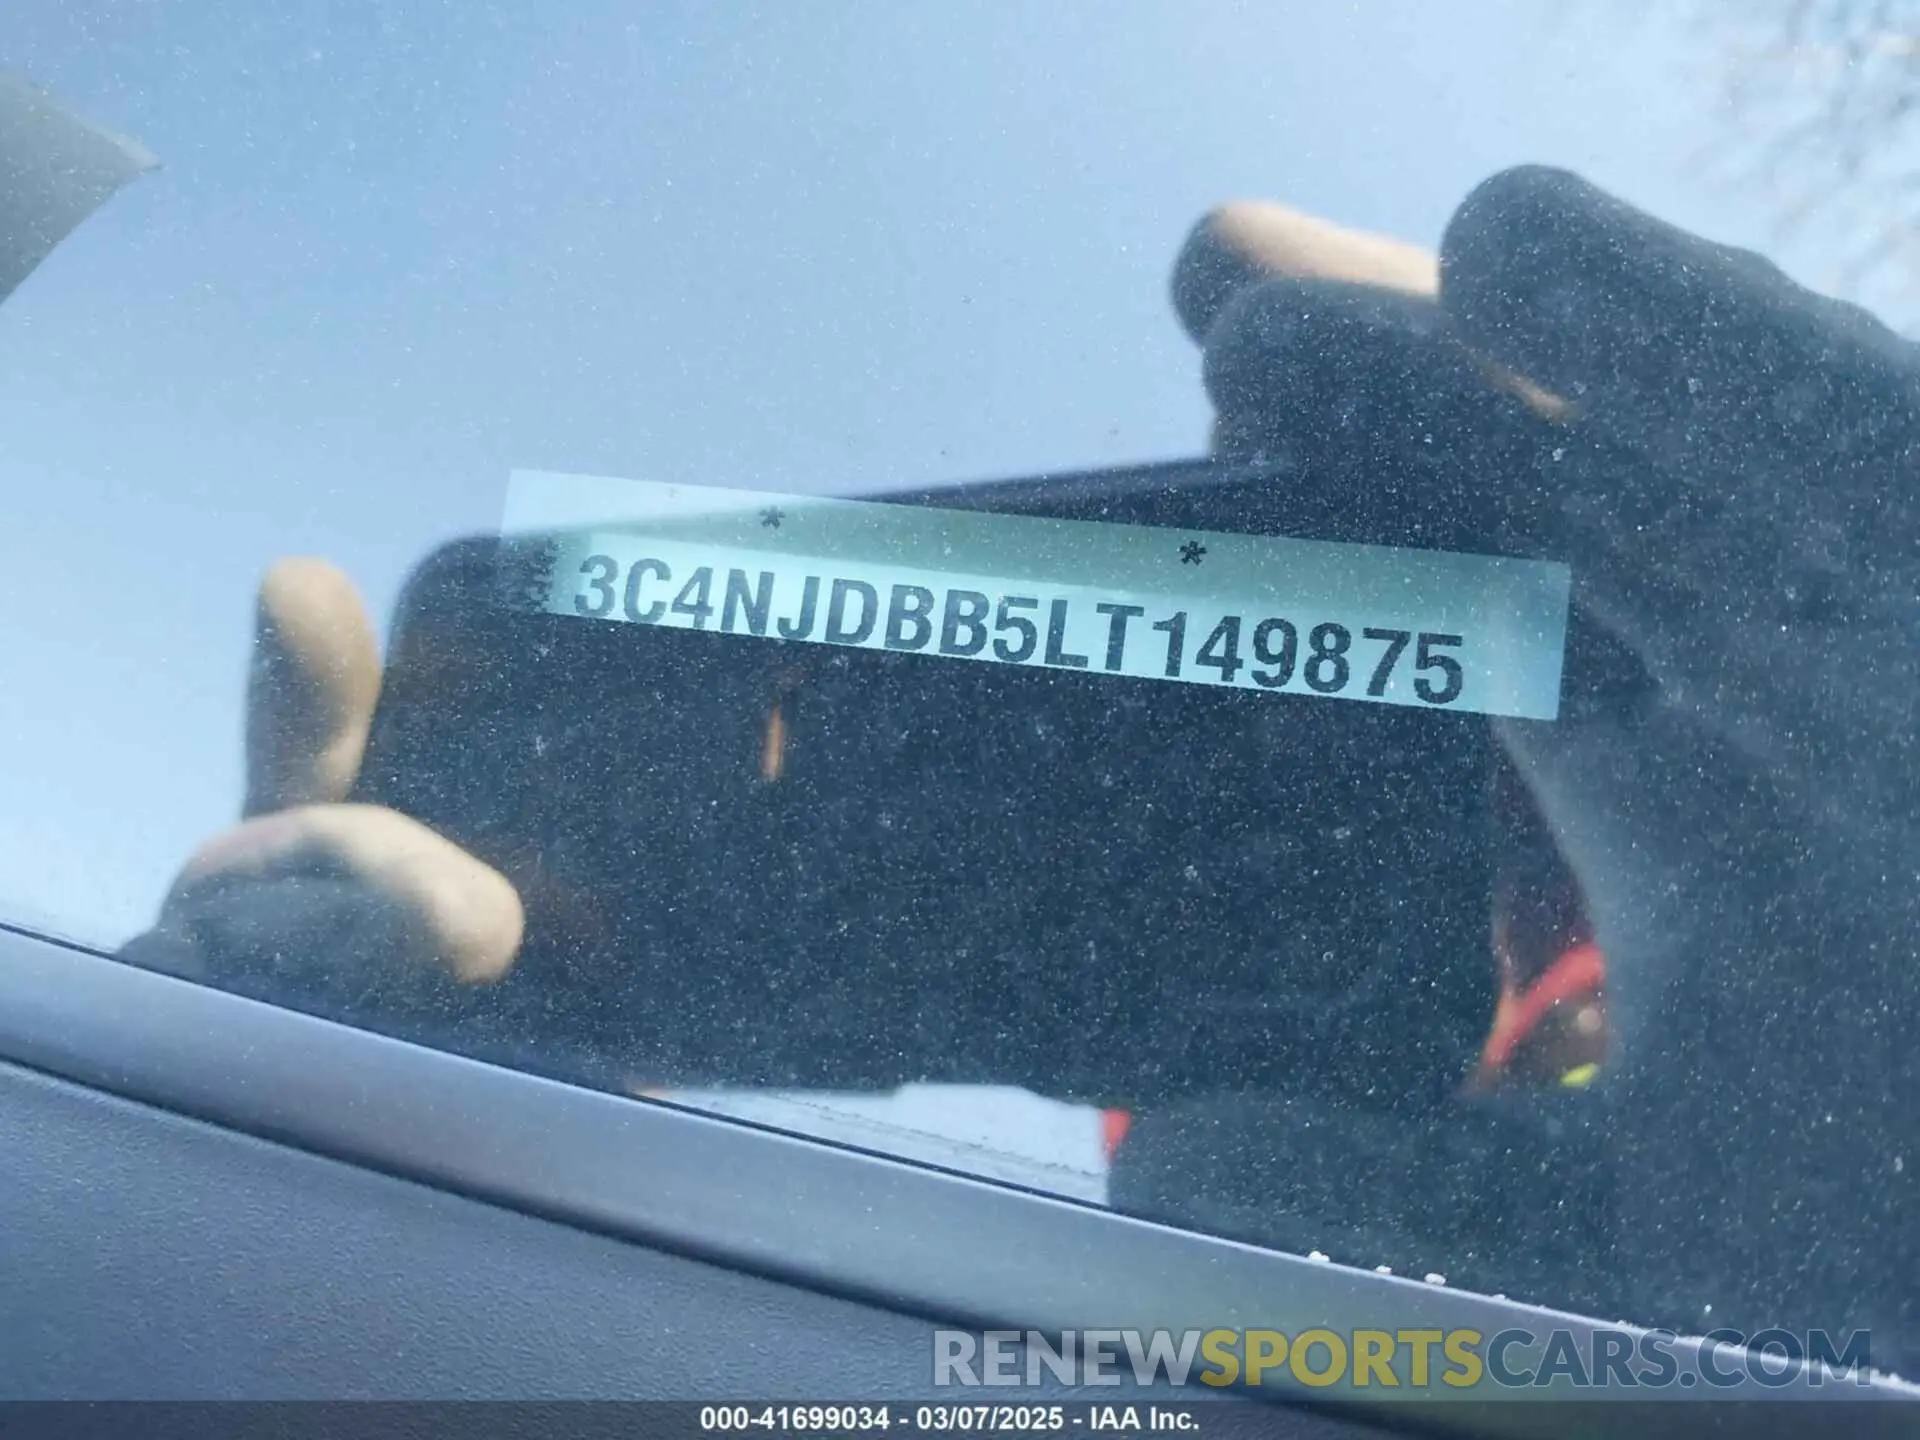 * *
3C4NJDBB5LT149875
RENEWSPORTSCARS.COM
000-41699034 - 03/07/2025 - IAA Inc.